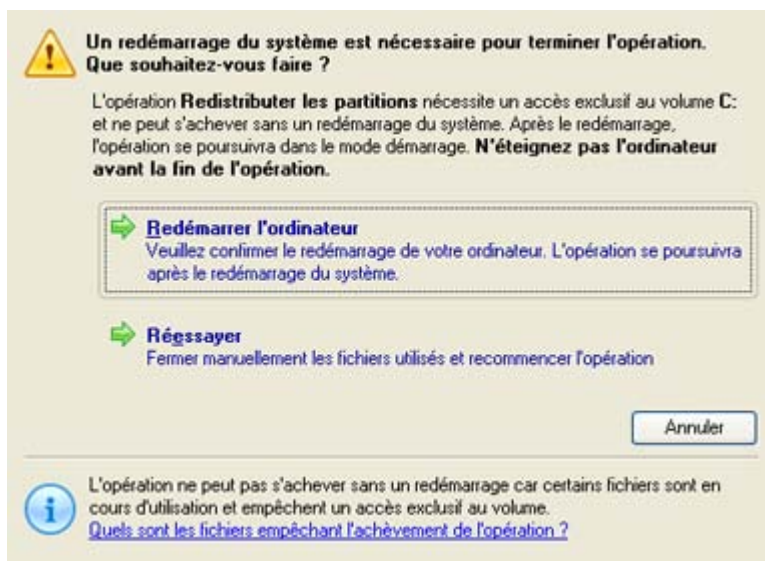 Un redémarrage du système est nécessaire pour terminer l'opération.
Que souhaitez-vous faire ?
L'opération Redistributer les partitions nécessite un accès exclusif au volume C:
et ne peut s'achever sans un redémarrage du système. Après le redémarrage,
l'opération se poursuivra dans le mode démarrage. N'éteignez pas l'ordinateur
avant la fin de l'opération.
Redémarrer l'ordinateur
Veuillez confirmer le redémarrage de votre ordinateur. L'opération se poursuivra
après le redémarrage du système.
Réessayer
Fermer manuellement les fichiers utilisés et recommencer l'opération
Annuler
L'opération ne peut pas s'achever sans un redémarrage car certains fichiers sont en
cours d'utilisation et empêchent un accès exclusif au volume.
Quels sont les fichiers empêchant l'achèvement de l'opération ?